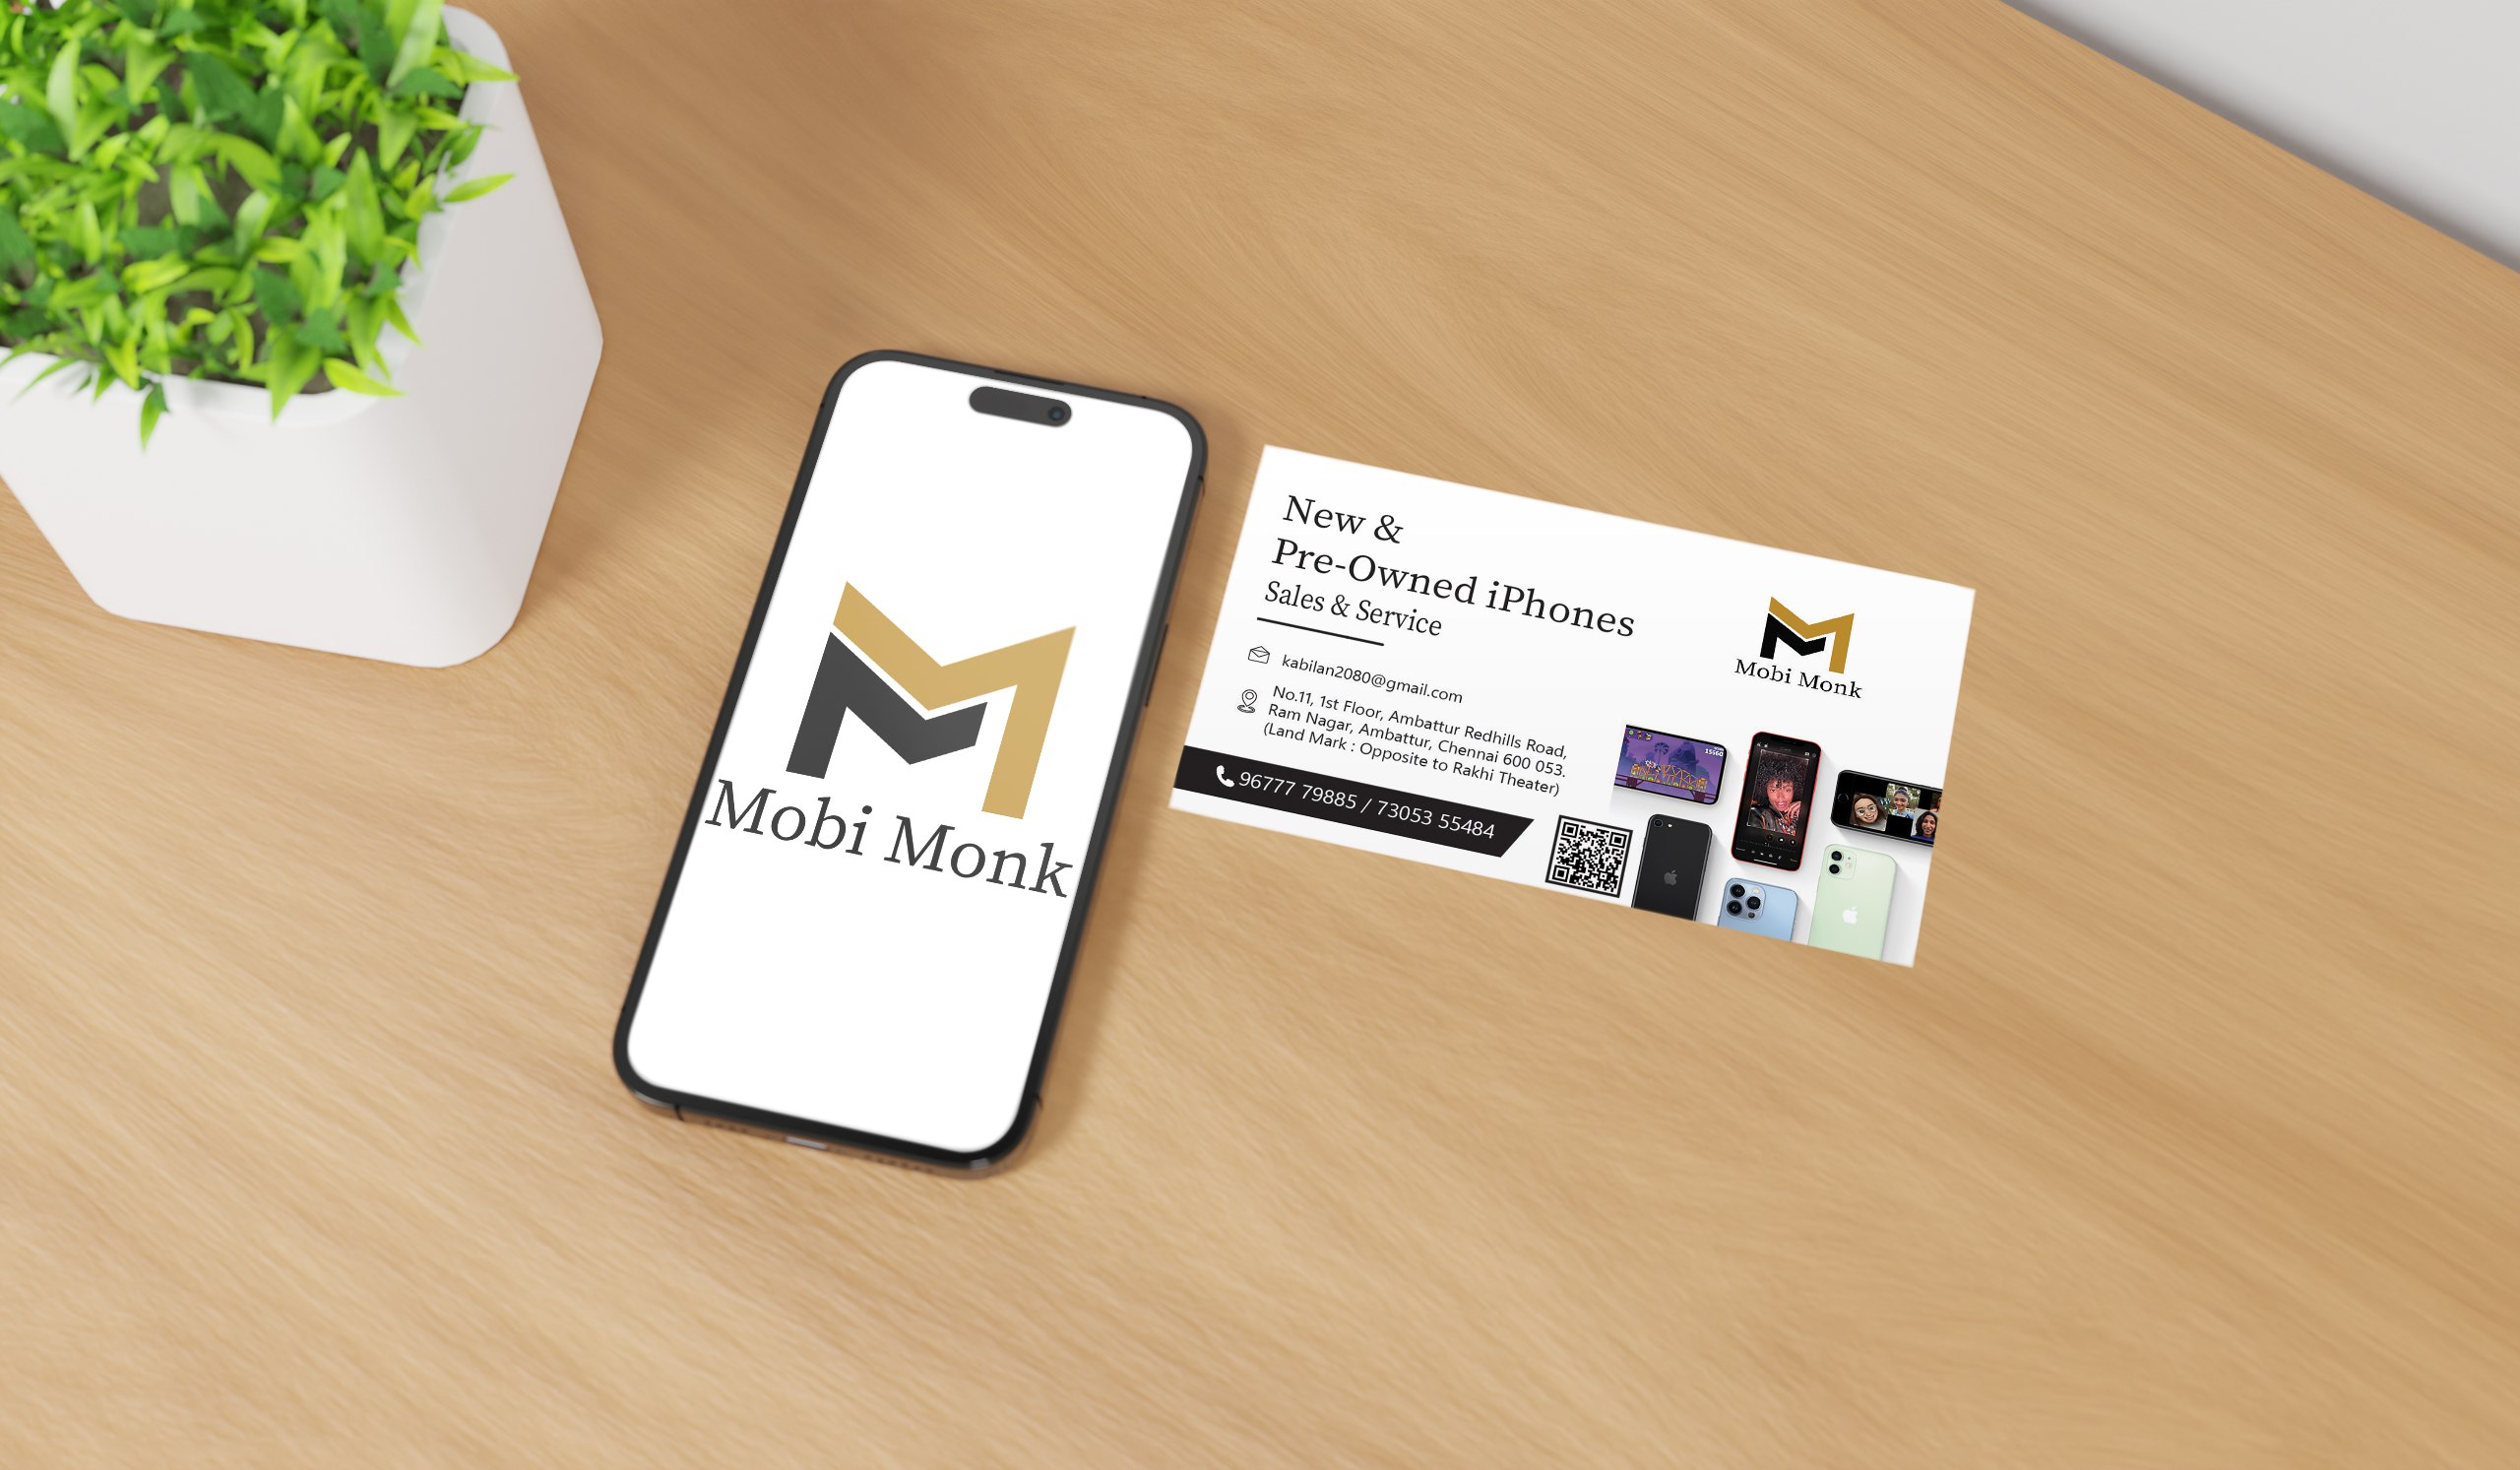 Mobi Monk
New &
Pre-Owned iPhones
Sales & Service
kabilan2080@gmail.com
No.11, 1st Floor, Ambattur Redhills Road,
Ram Nagar, Ambattur, Chennai 600 053.
(Land Mark : Opposite to Rakhi Theater)
96777 79885 / 73053 55484
Mobi Monk
15660